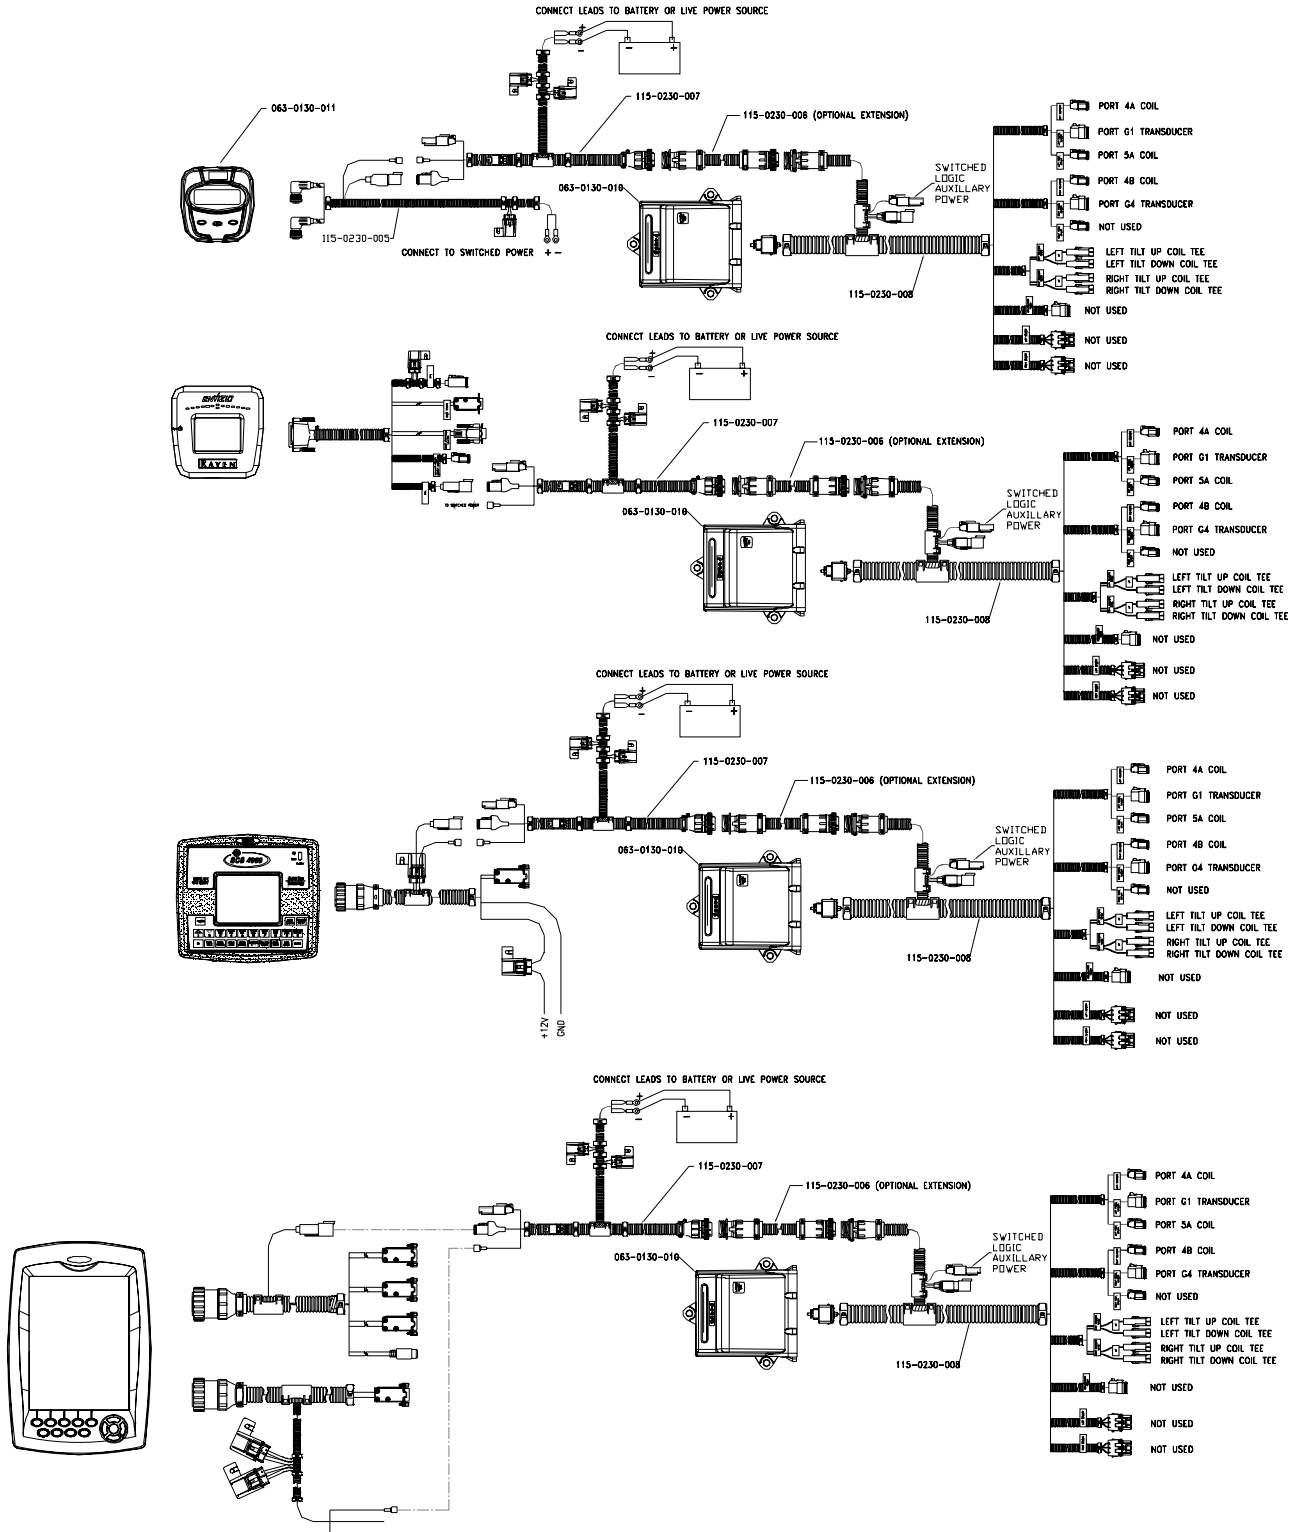 CONNECT LEADS TO BATTERY OR LIVE POWER SOURCE
+
−
− +
063-0130-011
115-0230-007
115-0230-006 (OPTIONAL EXTENSION)
SWITCHED
LOGIC
AUXILLARY
POWER
063-0130-010
115-0230-005
CONNECT TO SWITCHED POWER + −
115-0230-008
PORT 4A COIL
PORT G1 TRANSDUCER
PORT 5A COIL
PORT 4B COIL
PORT G4 TRANSDUCER
NOT USED
LEFT TILT UP COIL TEE
LEFT TILT DOWN COIL TEE
RIGHT TILT UP COIL TEE
RIGHT TILT DOWN COIL TEE
NOT USED
NOT USED
NOT USED
CONNECT LEADS TO BATTERY OR LIVE POWER SOURCE
+
−
− +
ENVIZIO
RAVEN
TO SWITCHED POWER
115-0230-007
115-0230-006 (OPTIONAL EXTENSION)
SWITCHED
LOGIC
AUXILLARY
POWER
063-0130-010
115-0230-008
PORT 4A COIL
PORT G1 TRANSDUCER
PORT 5A COIL
PORT 4B COIL
PORT G4 TRANSDUCER
NOT USED
LEFT TILT UP COIL TEE
LEFT TILT DOWN COIL TEE
RIGHT TILT UP COIL TEE
RIGHT TILT DOWN COIL TEE
NOT USED
NOT USED
NOT USED
CONNECT LEADS TO BATTERY OR LIVE POWER SOURCE
+
−
− +
115-0230-007
115-0230-006 (OPTIONAL EXTENSION)
SWITCHED
LOGIC
AUXILLARY
POWER
063-0130-010
115-0230-008
+12V
GND
PORT 4A COIL
PORT G1 TRANSDUCER
PORT 5A COIL
PORT 4B COIL
PORT G4 TRANSDUCER
NOT USED
LEFT TILT UP COIL TEE
LEFT TILT DOWN COIL TEE
RIGHT TILT UP COIL TEE
RIGHT TILT DOWN COIL TEE
NOT USED
NOT USED
NOT USED
CONNECT LEADS TO BATTERY OR LIVE POWER SOURCE
+
−
− +
115-0230-007
115-0230-006 (OPTIONAL EXTENSION)
SWITCHED
LOGIC
AUXILLARY
POWER
063-0130-010
115-0230-008
PORT 4A COIL
PORT G1 TRANSDUCER
PORT 5A COIL
PORT 4B COIL
PORT G4 TRANSDUCER
NOT USED
LEFT TILT UP COIL TEE
LEFT TILT DOWN COIL TEE
RIGHT TILT UP COIL TEE
RIGHT TILT DOWN COIL TEE
NOT USED
NOT USED
NOT USED